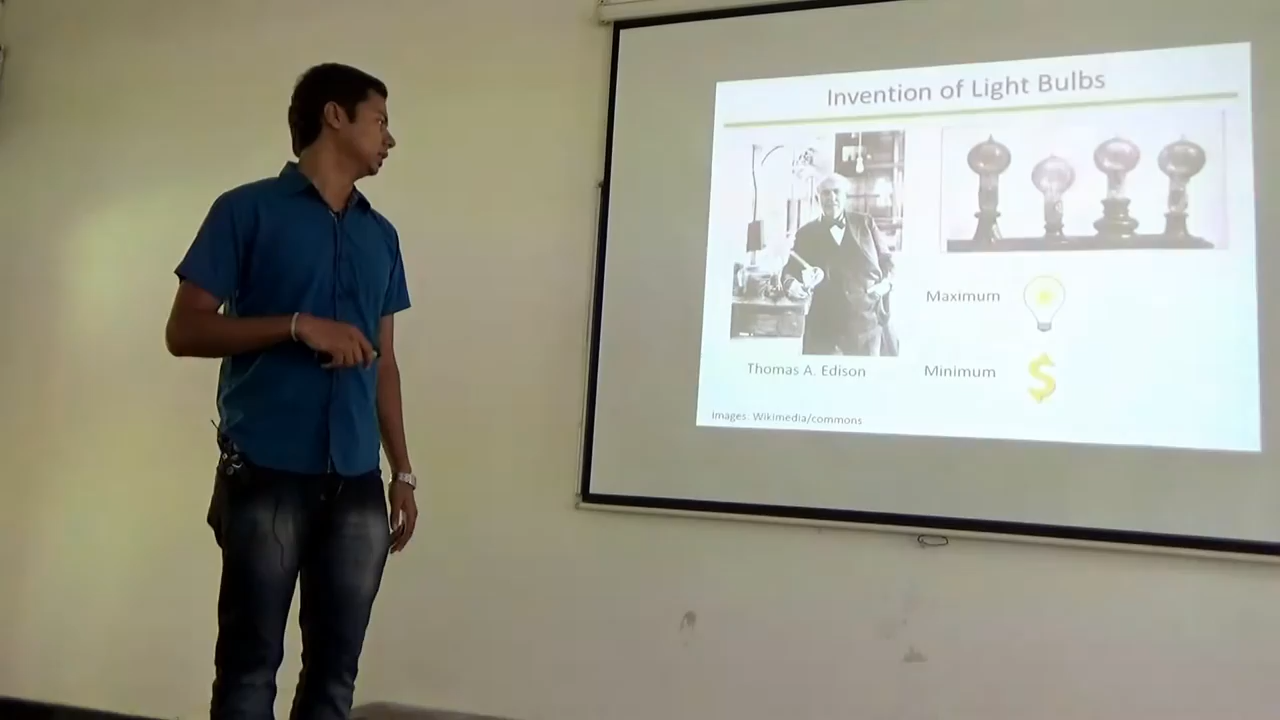 Invention of Light Bulbs
Maximum
Thomas A. Edison
Minimum
$
Images: Wikimedia/commons